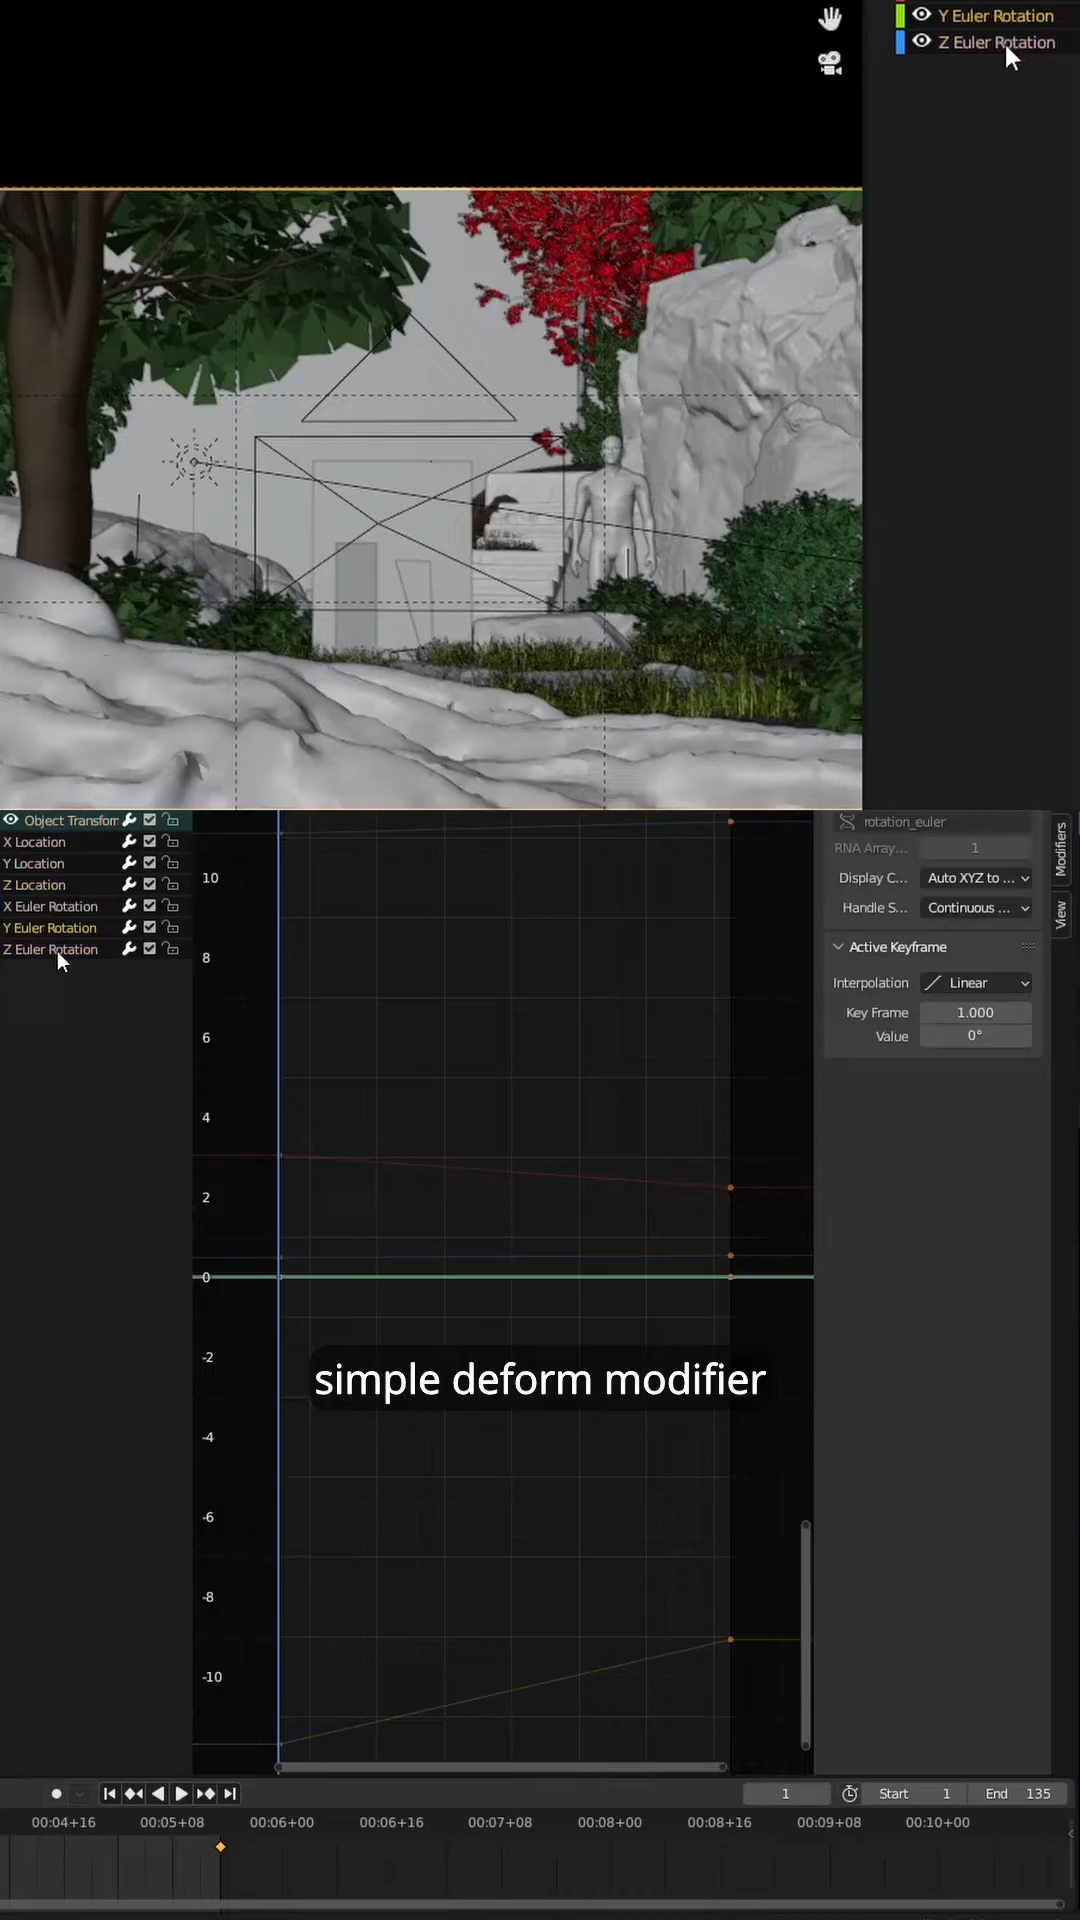 Y Euler Rotation
Z Euler Rotation
Object Transform
X Location
Y Location
Z Location
X Euler Rotation
Y Euler Rotation
Z Euler Rotation
10
8
6
4
2
0
-2
-4
-6
-8
-10
rotation_euler
RNA Array... 1
Display C... Auto XYZ to ...
Handle S... Continuous ...
Active Keyframe
Interpolation Linear
Key Frame 1.000
Value 0°
Modifiers
View
simple deform modifier
1 Start 1 End 135
00:04+16 00:05+08 00:06+00 00:06+16 00:07+08 00:08+00 00:08+16 00:09+08 00:10+00